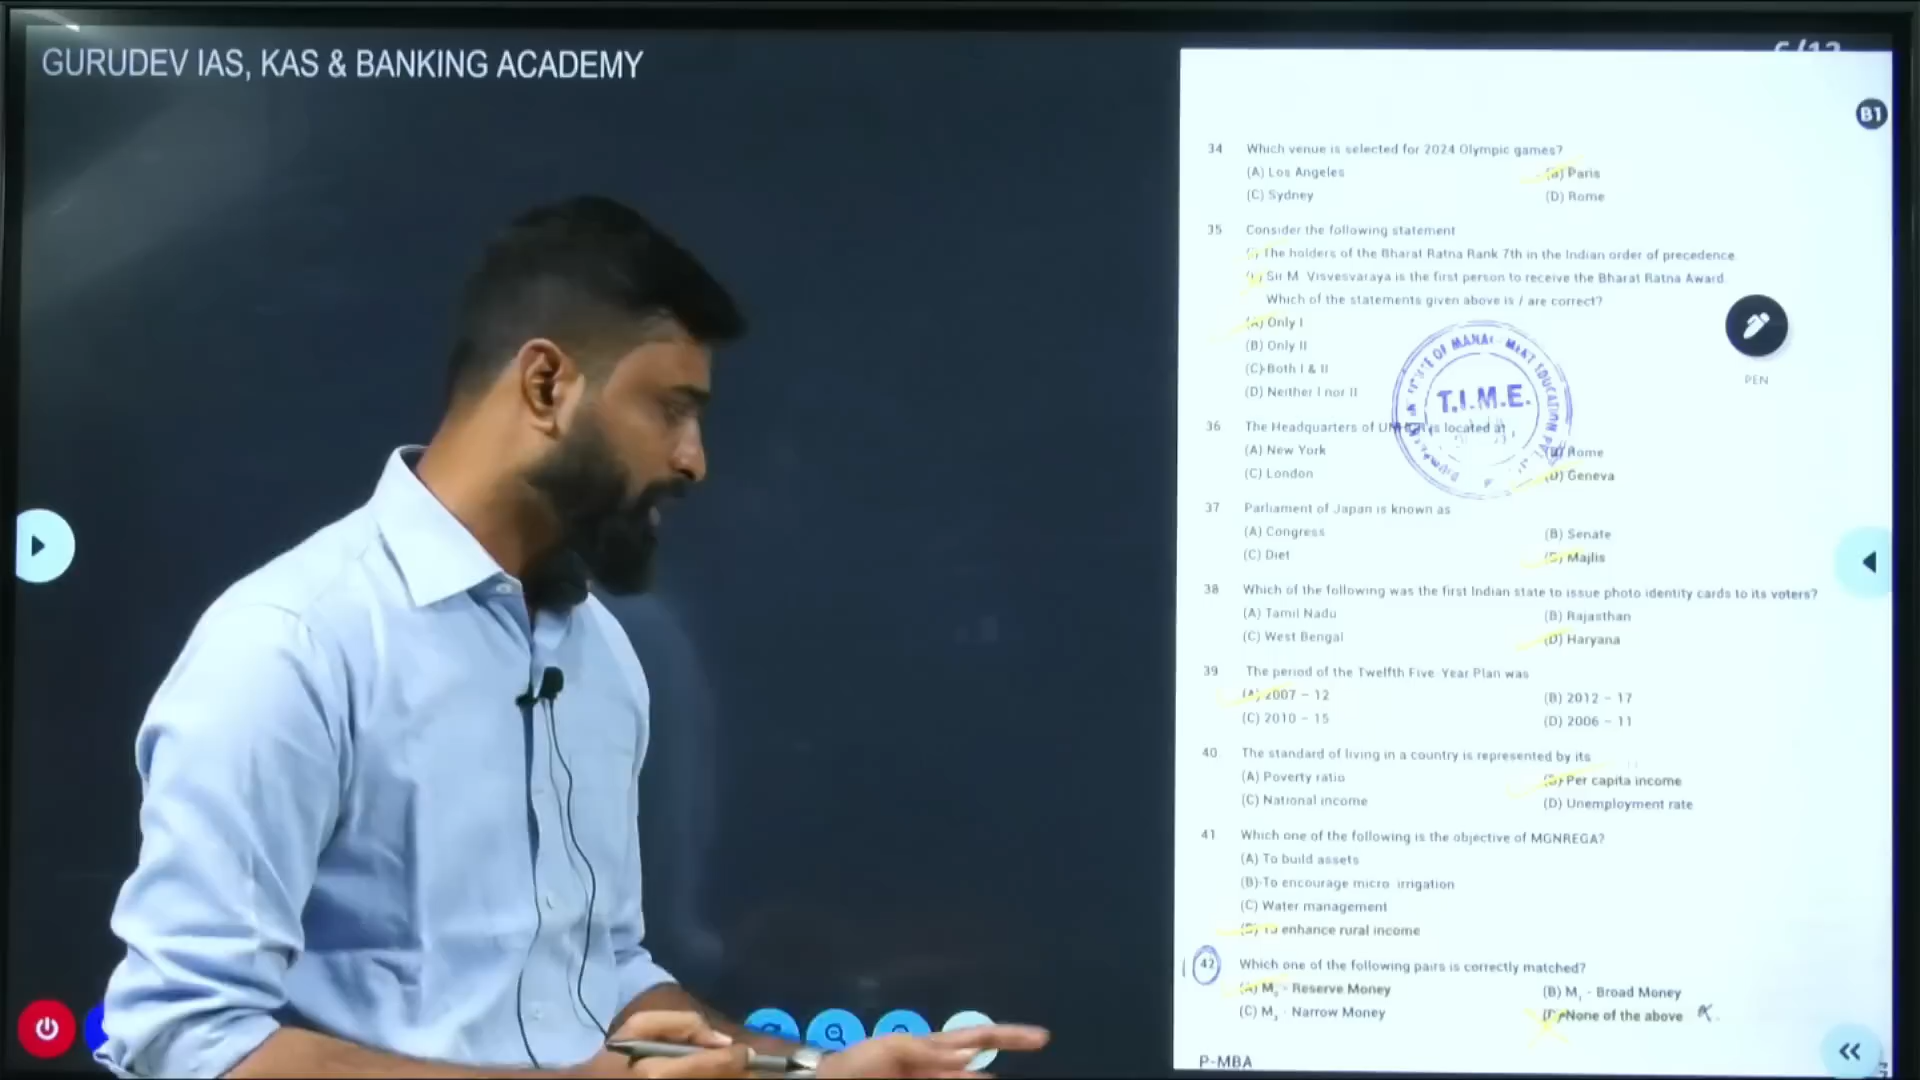 GURUDEV IAS, KAS & BANKING ACADEMY
B1
34 Which venue is selected for 2024 Olympic games?
(A) Los Angeles (B) Paris
(C) Sydney (D) Rome
35 Consider the following statement
The holders of the Bharat Ratna Rank 7th in the Indian order of precedence.
Sir M Visvesvaraya is the first person to receive the Bharat Ratna Award.
Which of the statements given above is / are correct?
(A) Only I
(B) Only II
(C) Both I & II
(D) Neither I nor II
PEN
T.I.M.E.
36 The Headquarters of is located at
(A) New York (B) Rome
(C) London (D) Geneva
37 Parliament of Japan is known as
(A) Congress (B) Senate
(C) Diet Majlis
38 Which of the following was the first Indian state to issue photo identity cards to its voters?
(A) Tamil Nadu (B) Rajasthan
(C) West Bengal (D) Haryana
39 The period of the Twelfth Five Year Plan was
(A) 2007 - 12 (B) 2012 - 17
(C) 2010 - 15 (D) 2006 - 11
40 The standard of living in a country is represented by its
(A) Poverty ratio Per capita income
(C) National income (D) Unemployment rate
41 Which one of the following is the objective of MGNREGA?
(A) To build assets
(B) To encourage micro irrigation
(C) Water management
To enhance rural income
42 Which one of the following pairs is correctly matched?
(A) - Reserve Money (B) M1 - Broad Money
(C) - Narrow Money None of the above
P-MBA